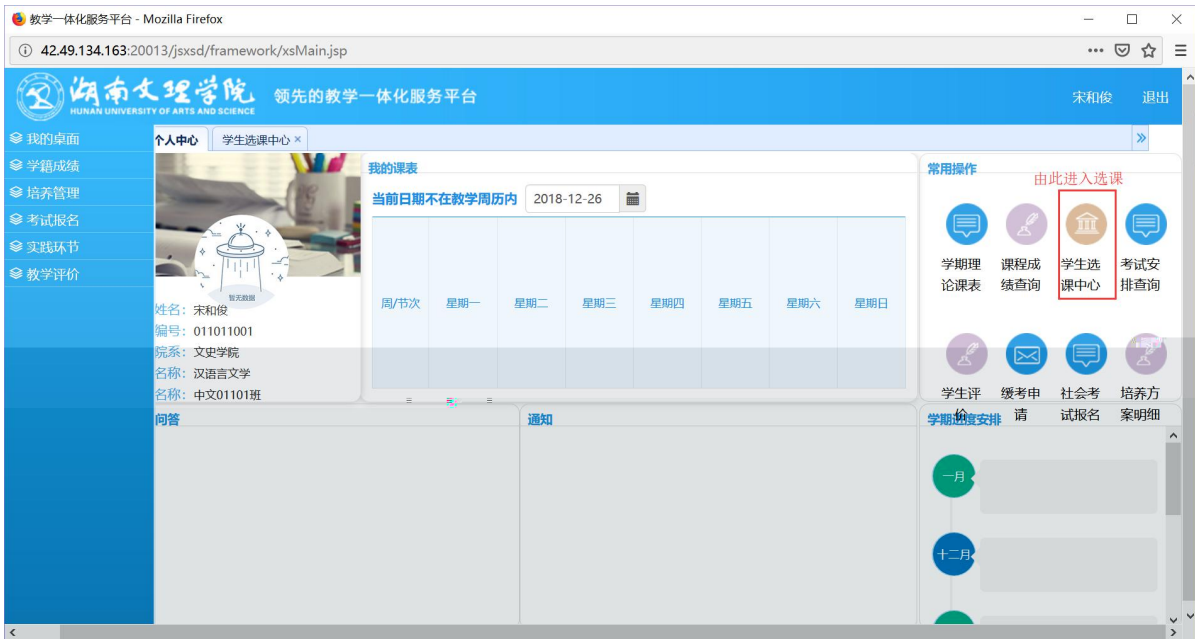 教学一体化服务平台 - Mozilla Firefox
42.49.134.163:20013/jsxsd/framework/xsMain.jsp
湖南文理学院
HUNAN UNIVERSITY OF ARTS AND SCIENCE
领先的教学一体化服务平台
宋和俊 退出
我的桌面
学籍成绩
培养管理
考试报名
实践环节
教学评价
个人中心 学生选课中心 ×
暂无数据
姓名：宋和俊
编号：011011001
院系：文史学院
名称：汉语言文学
名称：中文01101班
我的课表
当前日期不在教学周历内 2018-12-26
周/节次 星期一 星期二 星期三 星期四 星期五 星期六 星期日
常用操作
由此进入选课
学期理论课表
课程成绩查询
学生选课中心
考试安排查询
学生评价
缓考申请
社会考试报名
培养方案明细
问答
通知
学期进度安排
一月
十二月